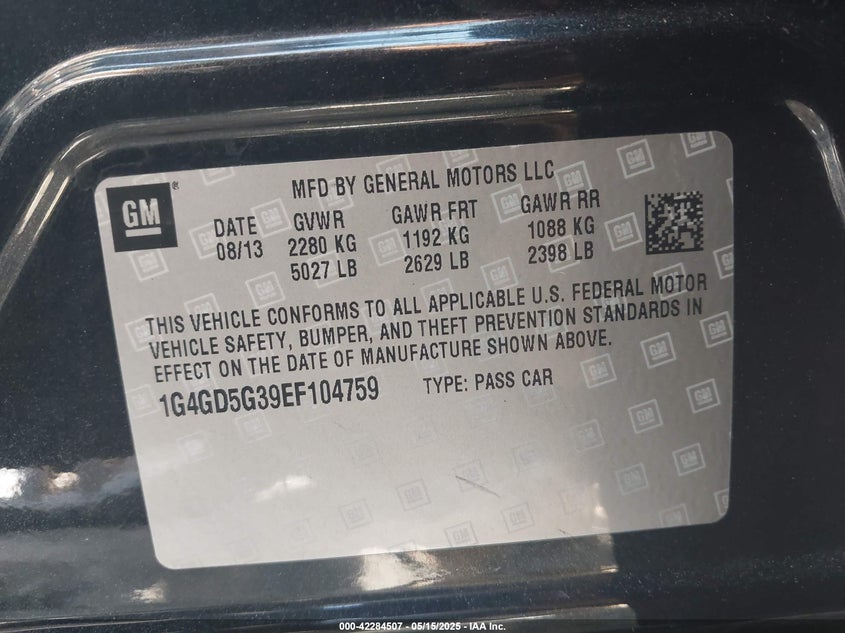 GM ®
MFD BY GENERAL MOTORS LLC
DATE GVWR GAWR FRT GAWR RR
08/13 2280 KG 1192 KG 1088 KG
5027 LB 2629 LB 2398 LB
THIS VEHICLE CONFORMS TO ALL APPLICABLE U.S. FEDERAL MOTOR
VEHICLE SAFETY, BUMPER, AND THEFT PREVENTION STANDARDS IN
EFFECT ON THE DATE OF MANUFACTURE SHOWN ABOVE.
1G4GD5G39EF104759 TYPE: PASS CAR
000-42284507 - 05/15/2025 - IAA Inc.